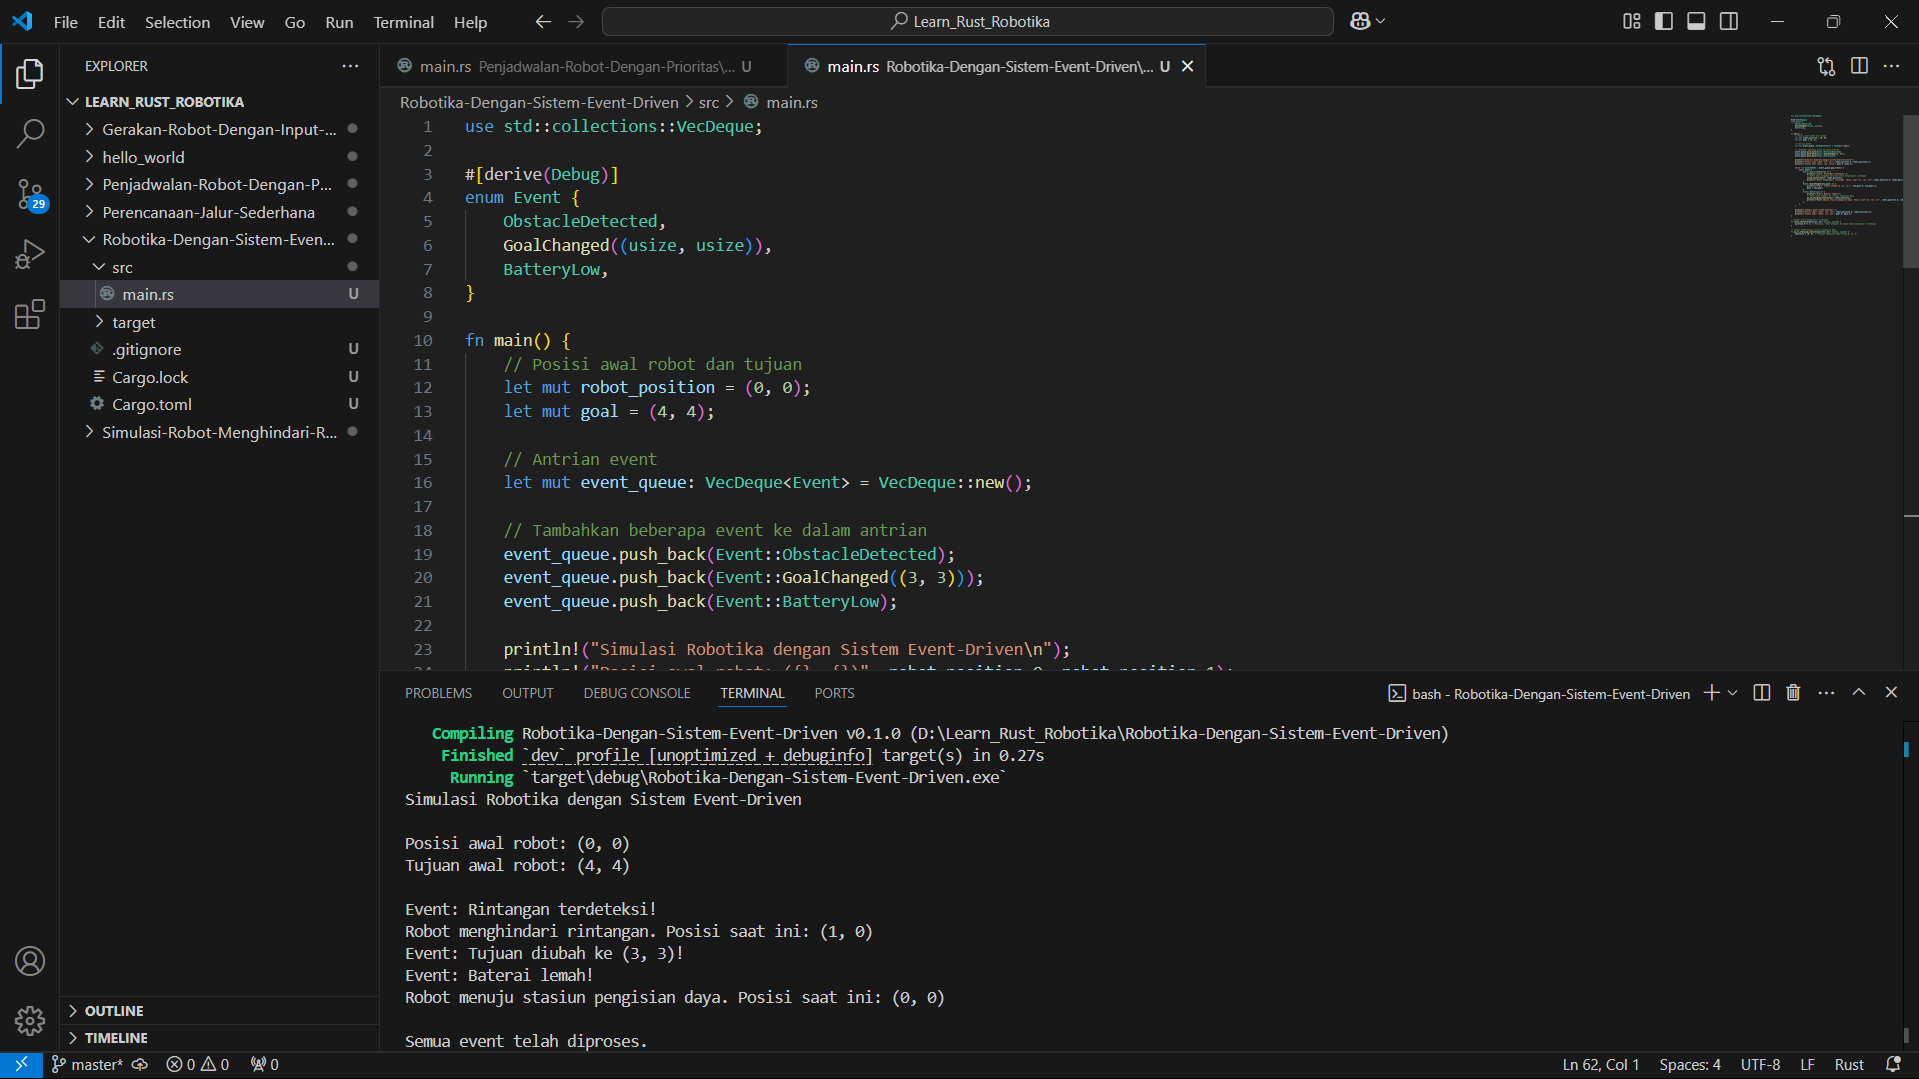 File Edit Selection View Go Run Terminal Help
Learn_Rust_Robotika
EXPLORER
LEARN_RUST_ROBOTIKA
Gerakan-Robot-Dengan-Input-...
hello_world
Penjadwalan-Robot-Dengan-P...
Perencanaan-Jalur-Sederhana
Robotika-Dengan-Sistem-Even...
src
main.rs U
target
.gitignore U
Cargo.lock U
Cargo.toml U
Simulasi-Robot-Menghindari-R...
29
OUTLINE
TIMELINE
main.rs Penjadwalan-Robot-Dengan-Prioritas\... U
main.rs Robotika-Dengan-Sistem-Event-Driven\... U
Robotika-Dengan-Sistem-Event-Driven > src > main.rs
1 use std::collections::VecDeque;
2
3 #[derive(Debug)]
4 enum Event {
5 ObstacleDetected,
6 GoalChanged((usize, usize)),
7 BatteryLow,
8 }
9
10 fn main() {
11 // Posisi awal robot dan tujuan
12 let mut robot_position = (0, 0);
13 let mut goal = (4, 4);
14
15 // Antrian event
16 let mut event_queue: VecDeque<Event> = VecDeque::new();
17
18 // Tambahkan beberapa event ke dalam antrian
19 event_queue.push_back(Event::ObstacleDetected);
20 event_queue.push_back(Event::GoalChanged((3, 3)));
21 event_queue.push_back(Event::BatteryLow);
22
23 println!("Simulasi Robotika dengan Sistem Event-Driven\n");
24 println!("Posisi awal robot: ({}, {})", robot_position.0, robot_position.1);
PROBLEMS OUTPUT DEBUG CONSOLE TERMINAL PORTS
bash - Robotika-Dengan-Sistem-Event-Driven
Compiling Robotika-Dengan-Sistem-Event-Driven v0.1.0 (D:\Learn_Rust_Robotika\Robotika-Dengan-Sistem-Event-Driven)
Finished `dev` profile [unoptimized + debuginfo] target(s) in 0.27s
Running `target\debug\Robotika-Dengan-Sistem-Event-Driven.exe`
Simulasi Robotika dengan Sistem Event-Driven
Posisi awal robot: (0, 0)
Tujuan awal robot: (4, 4)
Event: Rintangan terdeteksi!
Robot menghindari rintangan. Posisi saat ini: (1, 0)
Event: Tujuan diubah ke (3, 3)!
Event: Baterai lemah!
Robot menuju stasiun pengisian daya. Posisi saat ini: (0, 0)
Semua event telah diproses.
master* 0 0 0
Ln 62, Col 1 Spaces: 4 UTF-8 LF Rust